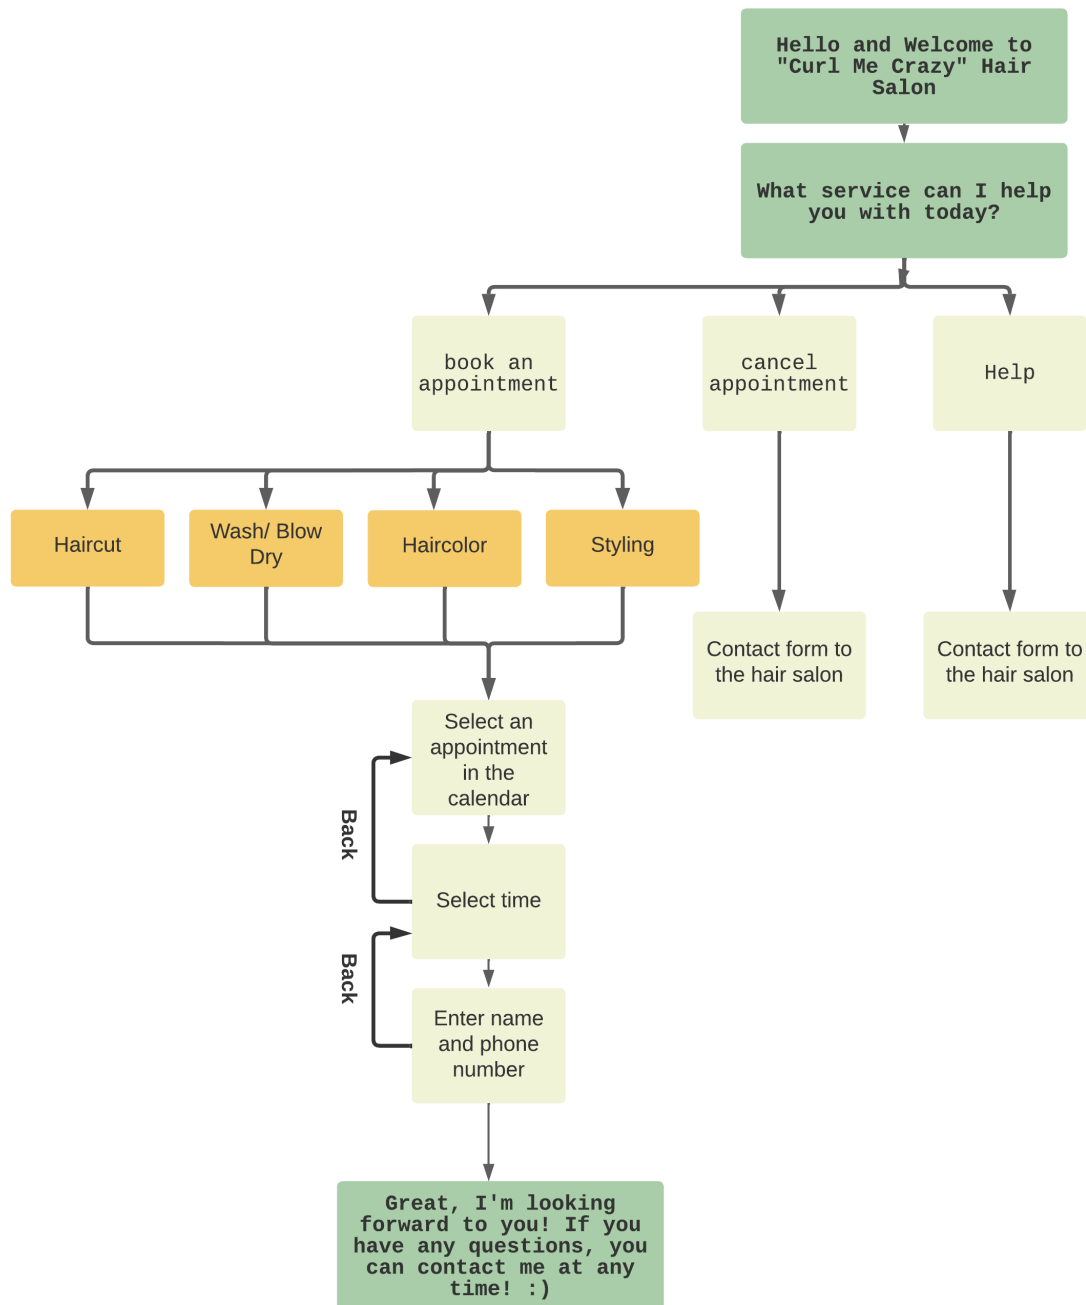 Hello and Welcome to
"Curl Me Crazy" Hair
Salon
What service can I help
you with today?
book an
appointment
cancel
appointment
Help
Haircut
Wash/ Blow
Dry
Haircolor
Styling
Contact form to
the hair salon
Contact form to
the hair salon
Select an
appointment
in the
calendar
Back
Select time
Back
Enter name
and phone
number
Great, I'm looking
forward to you! If you
have any questions, you
can contact me at any
time! :)